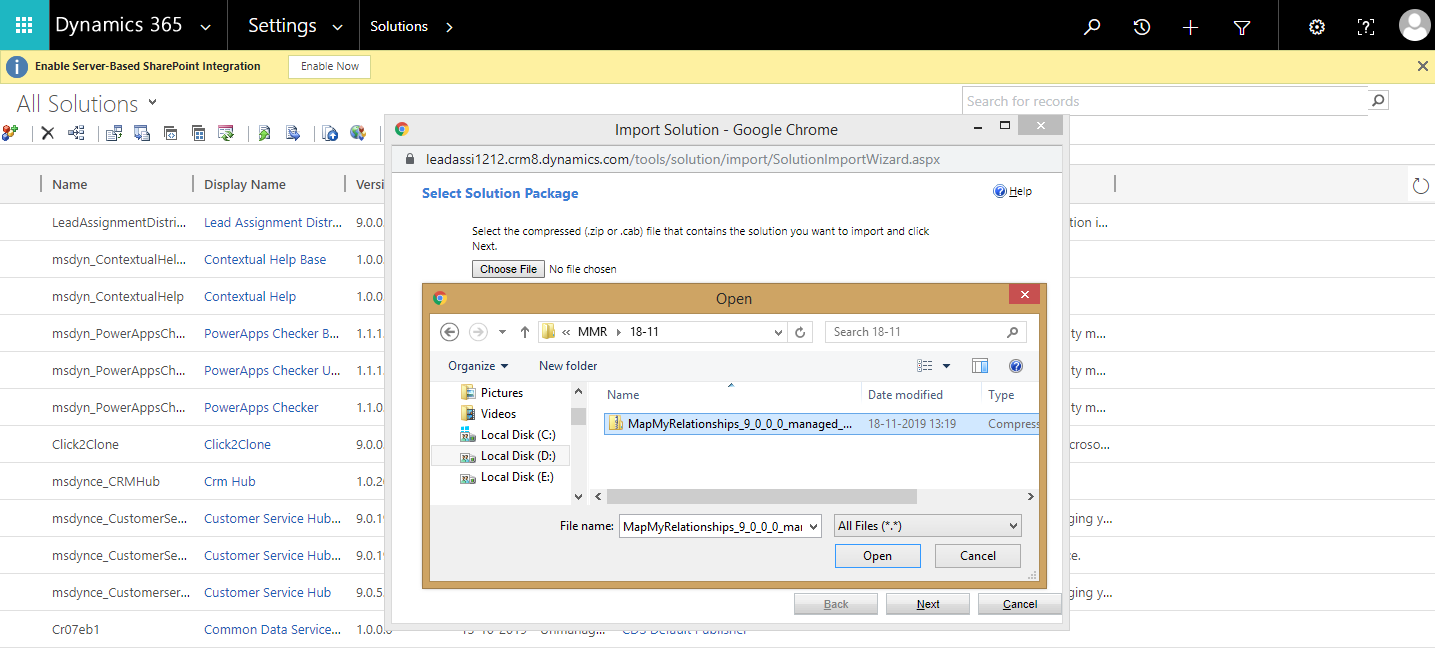 Dynamics 365 Settings Solutions
Enable Server-Based SharePoint Integration Enable Now
All Solutions
Search for records
Import Solution - Google Chrome
leadassi1212.crm8.dynamics.com/tools/solution/import/SolutionImportWizard.aspx
Select Solution Package
Help
Select the compressed (.zip or .cab) file that contains the solution you want to import and click
Next.
Choose File No file chosen
Open
« MMR 18-11
Search 18-11
Organize New folder
Pictures
Videos
Local Disk (C:)
Local Disk (D:)
Local Disk (E:)
Name Date modified Type
MapMyRelationships_9_0_0_0_managed_... 18-11-2019 13:19 Compress
File name: MapMyRelationships_9_0_0_0_ma All Files (*.*)
Open Cancel
Back Next Cancel
Name Display Name Versi
LeadAssignmentDistri... Lead Assignment Distr... 9.0.0. tion i...
msdyn_ContextualHel... Contextual Help Base 1.0.0.
msdyn_ContextualHelp Contextual Help 1.0.0.
msdyn_PowerAppsCh... PowerApps Checker B... 1.1.1. ty m...
msdyn_PowerAppsCh... PowerApps Checker U... 1.1.1. ty m...
msdyn_PowerAppsCh... PowerApps Checker 1.1.0. ty m...
Click2Clone Click2Clone 9.0.0. croso...
msdynce_CRMHub Crm Hub 1.0.2
msdynce_CustomerSe... Customer Service Hub... 9.0.1 ging y...
msdynce_CustomerSe... Customer Service Hub... 9.0.1 e.
msdynce_Customerser... Customer Service Hub 9.0.5. ging y...
Cr07eb1 Common Data Service... 1.0.0.0 15-10-2019 Unmanag... CDS Default Publisher